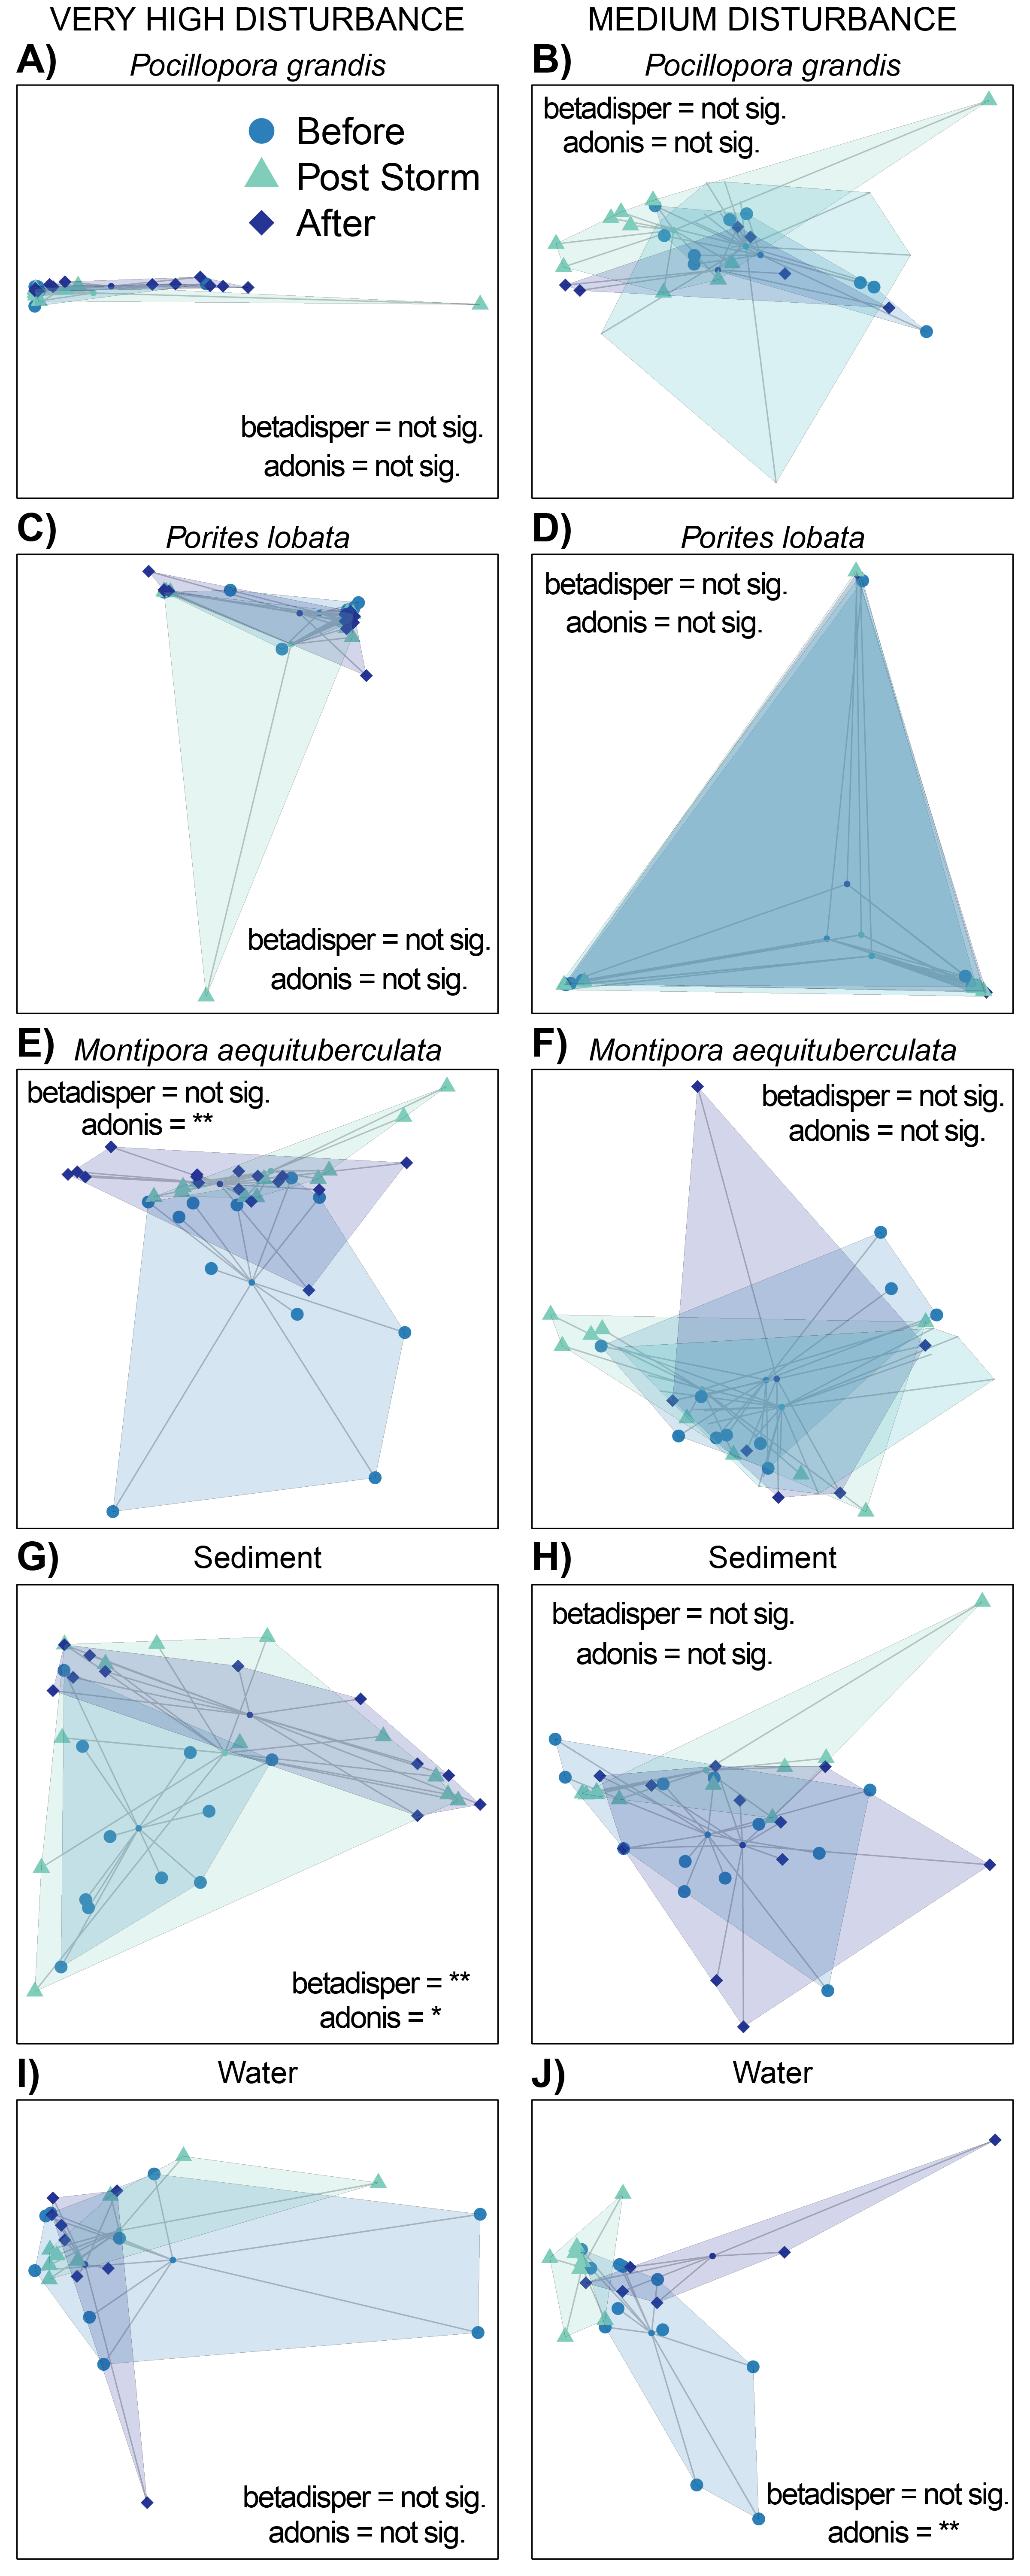 VERY HIGH DISTURBANCE
MEDIUM DISTURBANCE
A)
Pocillopora grandis
Before
Post Storm
After
betadisper = not sig.
adonis = not sig.
B)
Pocillopora grandis
betadisper = not sig.
adonis = not sig.
C)
Porites lobata
betadisper = not sig.
adonis = not sig.
D)
Porites lobata
betadisper = not sig.
adonis = not sig.
E)
Montipora aequituberculata
betadisper = not sig.
adonis = **
F)
Montipora aequituberculata
betadisper = not sig.
adonis = not sig.
G)
Sediment
betadisper = **
adonis = *
H)
Sediment
betadisper = not sig.
adonis = not sig.
I)
Water
betadisper = not sig.
adonis = not sig.
J)
Water
betadisper = not sig.
adonis = **